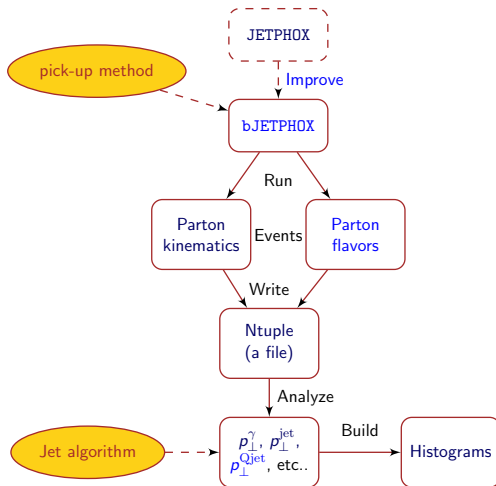 JETPHOX
pick-up method
Improve
bJETPHOX
Run
Parton
kinematics
Events
Parton
flavors
Write
Ntuple
(a file)
Analyze
Jet algorithm
p⊥^γ, p⊥^jet,
p⊥^Qjet, etc..
Build
Histograms